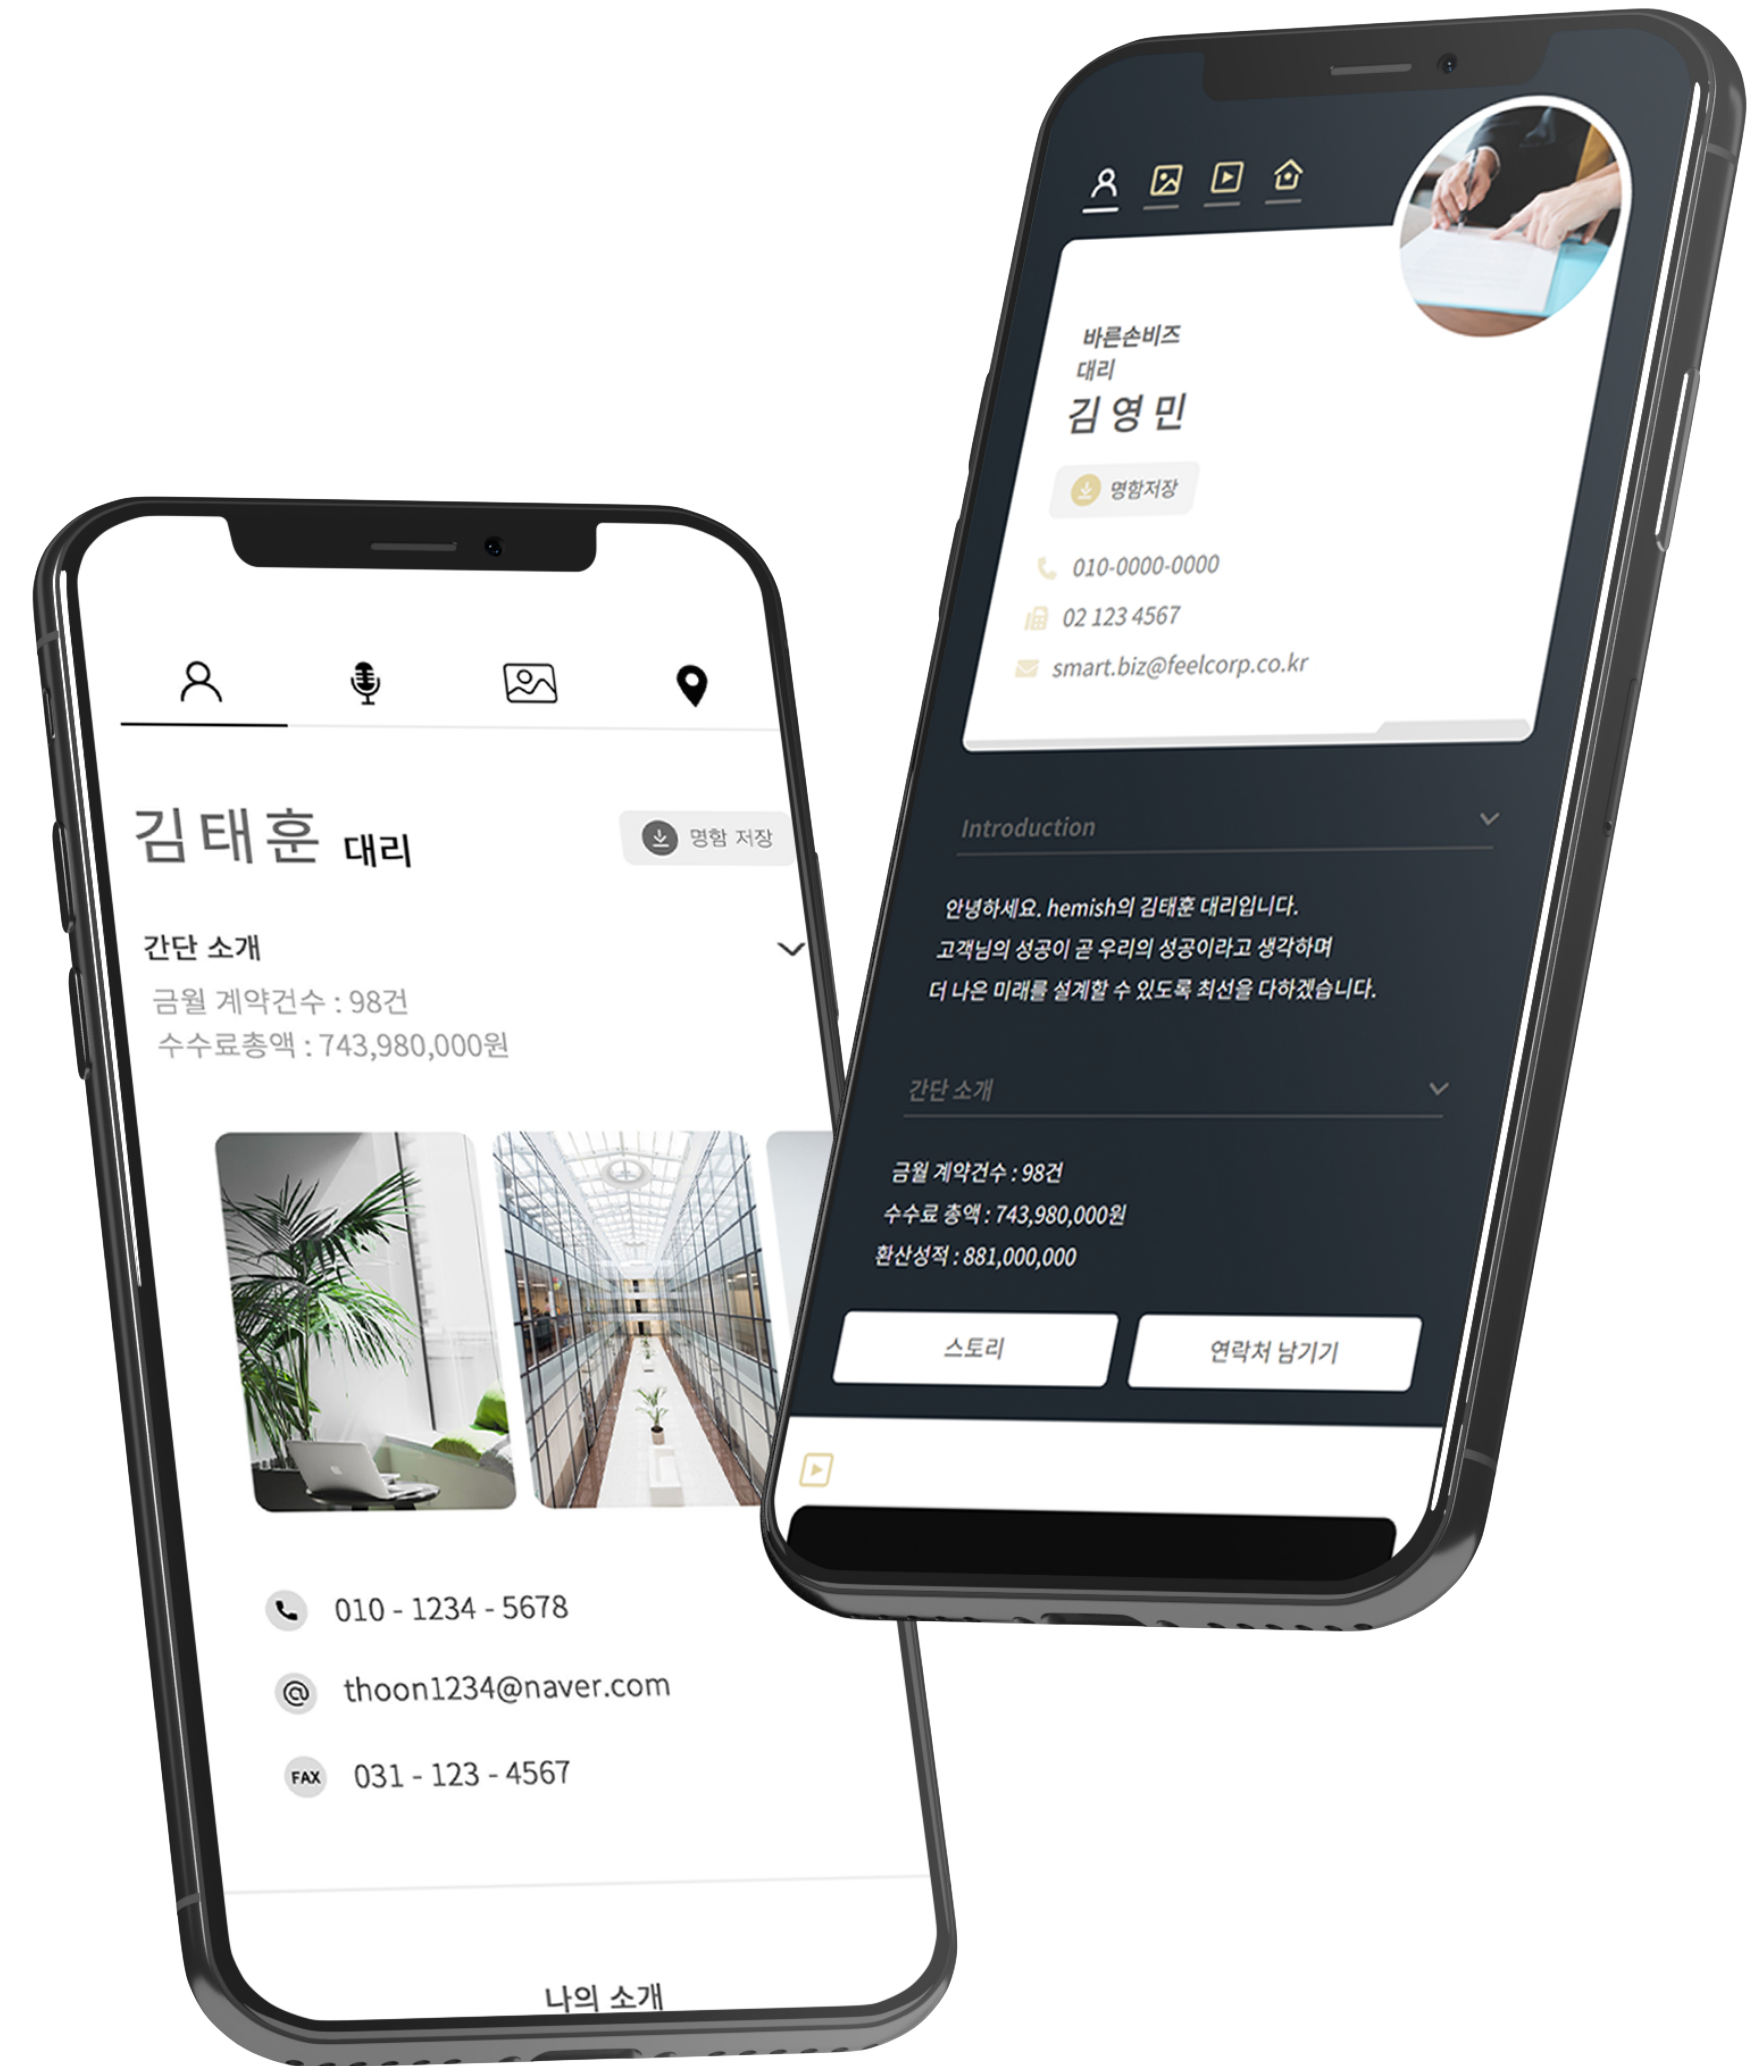 김태훈 대리
명함 저장
간단 소개
금월 계약건수 : 98건
수수료총액 : 743,980,000원
010 - 1234 - 5678
@
thoon1234@naver.com
FAX
031 - 123 - 4567
나의 소개
바른손비즈
대리
김영민
명함저장
010-0000-0000
02 123 4567
smart.biz@feelcorp.co.kr
Introduction
안녕하세요. hemish의 김태훈 대리입니다.
고객님의 성공이 곧 우리의 성공이라고 생각하며
더 나은 미래를 설계할 수 있도록 최선을 다하겠습니다.
간단 소개
금월 계약건수 : 98건
수수료 총액 : 743,980,000원
환산성적 : 881,000,000
스토리
연락처 남기기